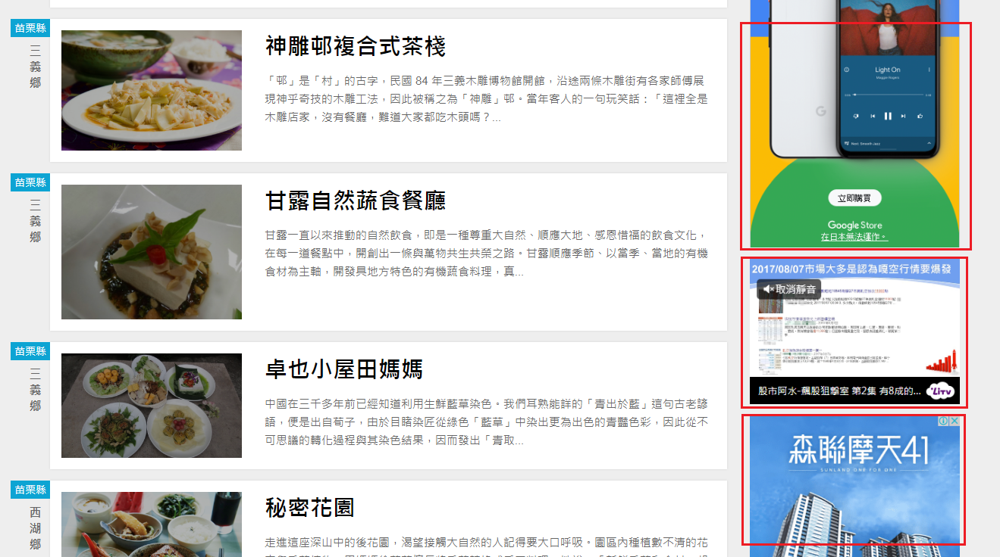 苗栗縣
三義鄉
神雕邨複合式茶棧
「邨」是「村」的古字，民國 84 年三義木雕博物館開館，沿途兩條木雕街有各家師傅展
現神乎奇技的木雕工法，因此被稱之為「神雕」邨。當年客人的一句玩笑話：「這裡全是
木雕店家，沒有餐廳，難道大家都吃木頭嗎？...
苗栗縣
三義鄉
甘露自然蔬食餐廳
甘露一直以來推動的自然飲食，即是一種尊重大自然、順應大地、感恩惜福的飲食文化，
在每一道餐點中，開創出一條與萬物共生共榮之路。甘露順應季節、以當季、當地的有機
食材為主軸，開發具地方特色的有機蔬食料理，真...
苗栗縣
三義鄉
卓也小屋田媽媽
中國在三千多年前已經知道利用生鮮藍草染色。我們耳熟能詳的「青出於藍」這句古老諺
語，便是出自荀子，由於目睹染匠從綠色「藍草」中染出更為出色的青豔色彩，因此從不
可思議的轉化過程與其染色結果，因而發出「青取...
苗栗縣
西湖鄉
秘密花園
走進這座深山中的後花園，渴望接觸大自然的人記得要大口呼吸。園區內種植數不清的花
Light On
Maggie Rogers
G
Next: Smooth Jazz
立即購買
Google Store
在日本無法運作。
2017/08/07市場大多是認為嘎空行情要爆發
取消靜音
股市阿水-飆股狙擊室 第2集 有8成的...
LiTV
森聯摩天41
SUNLAND ONE FOR ONE